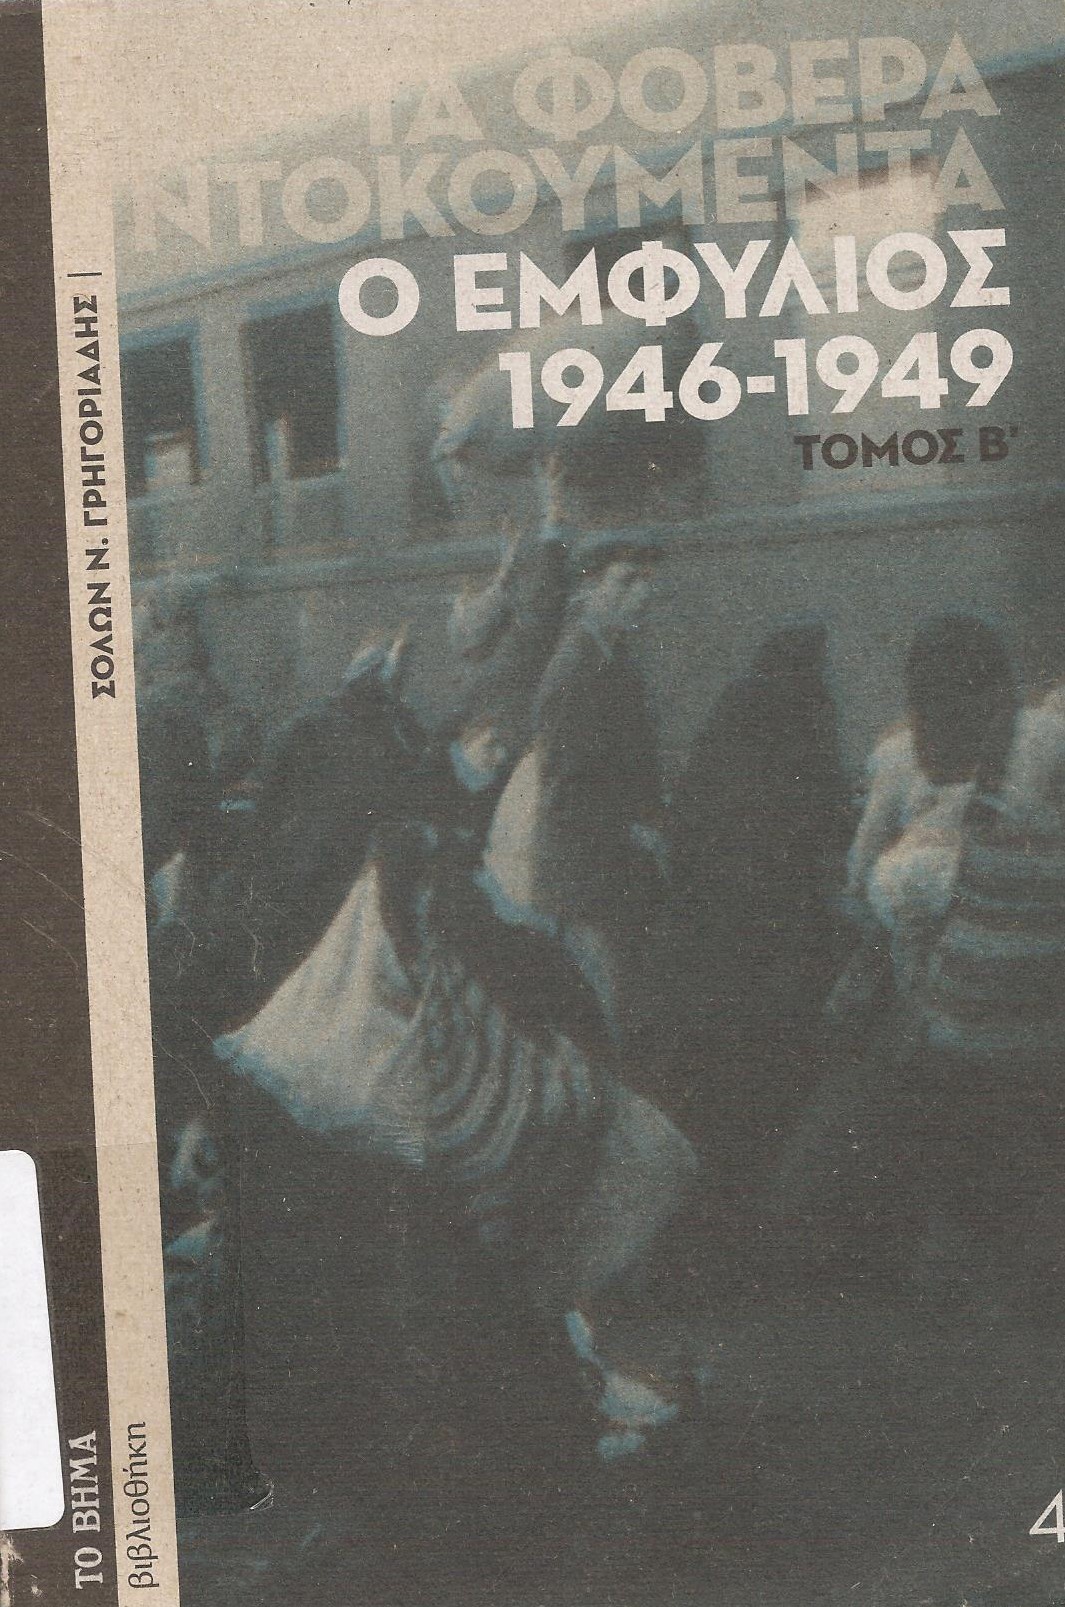 ΤΑ ΦΟΒΕΡΑ
ΝΤΟΚΟΥΜΕΝΤΑ
Ο ΕΜΦΥΛΙΟΣ
1946-1949
ΤΟΜΟΣ Β'
ΣΟΛΩΝ Ν. ΓΡΗΓΟΡΙΑΔΗΣ |
ΤΟ ΒΗΜΑ
βιβλιοθήκη
4